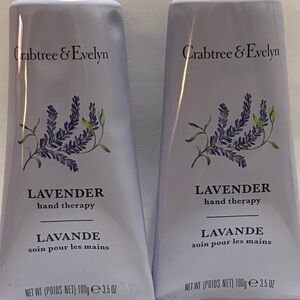 Crabtree & Evelyn
LAVENDER
hand therapy
LAVANDE
soin pour les mains
NET WT (POIDS NET) 100g ℮ 3.5 OZ
Crabtree & Evelyn
LAVENDER
hand therapy
LAVANDE
soin pour les mains
NET WT (POIDS NET) 100g ℮ 3.5 OZ